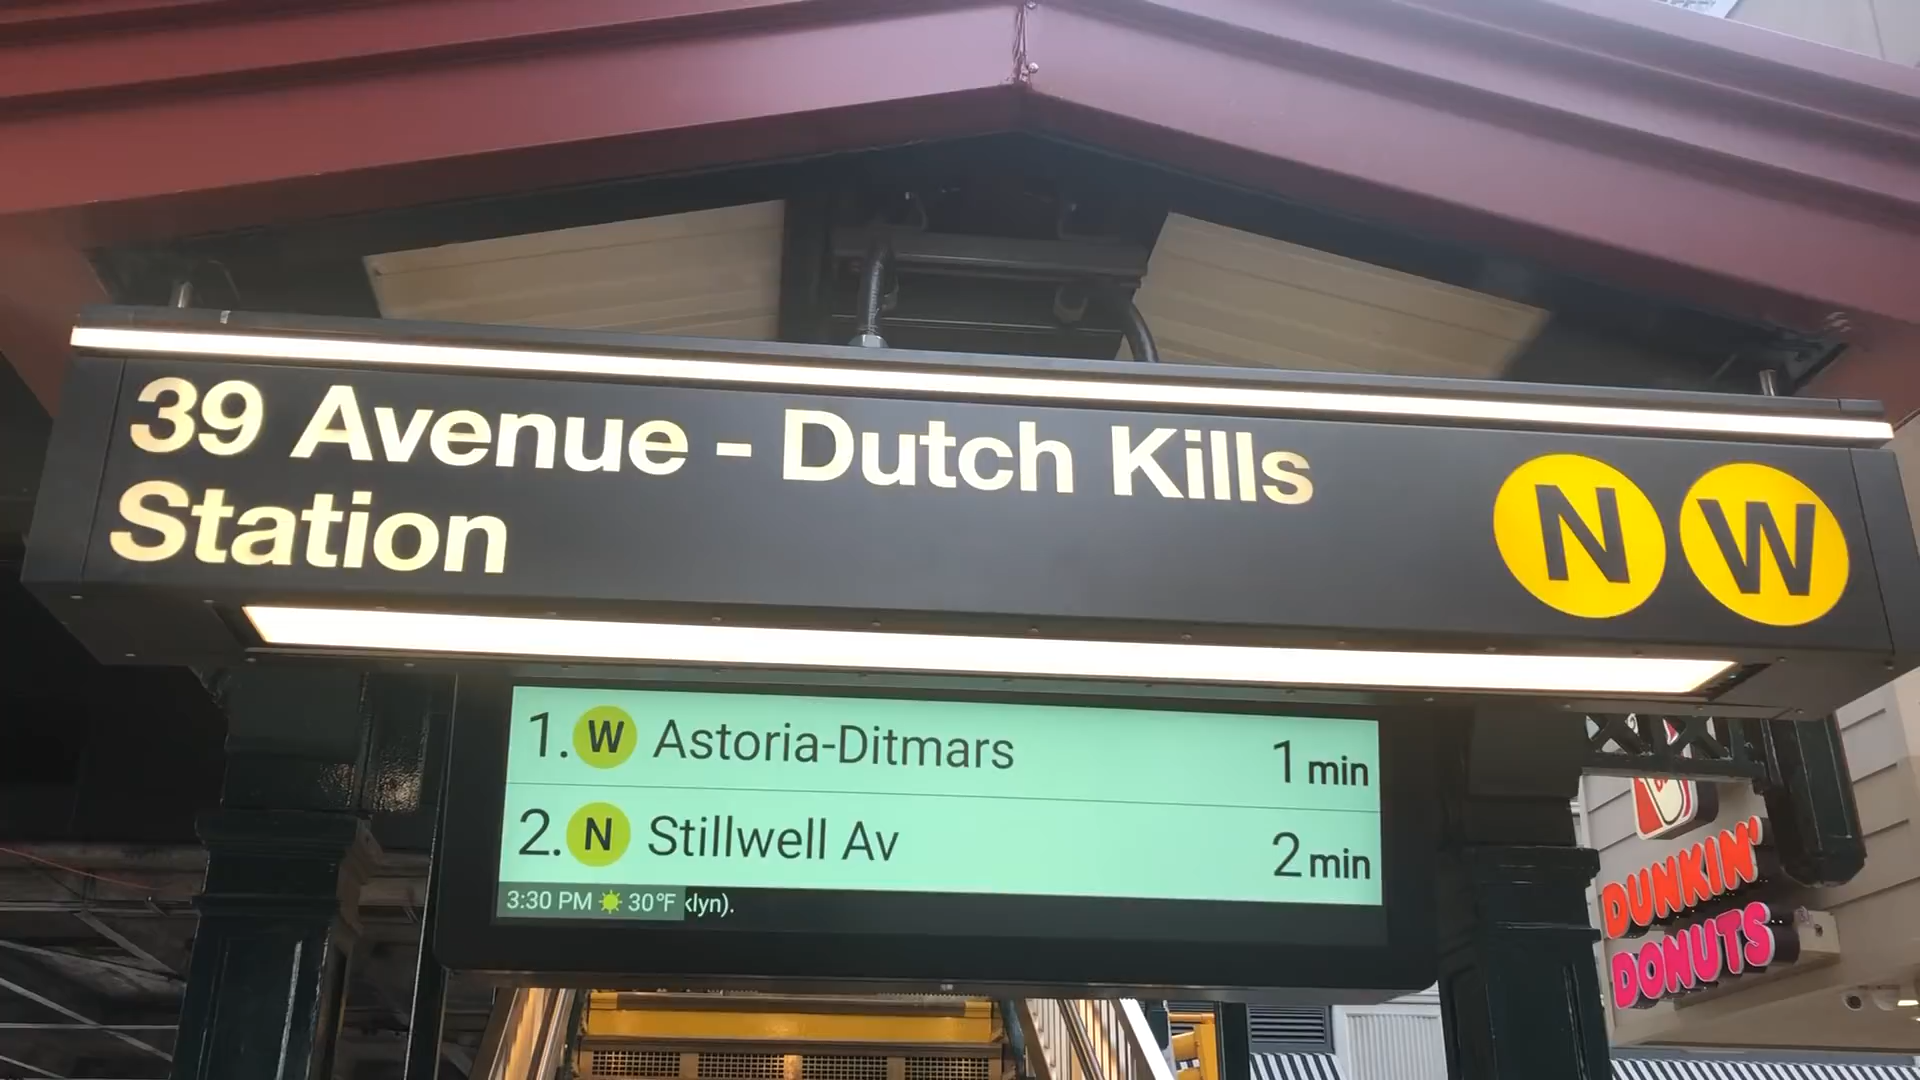 39 Avenue - Dutch Kills
Station
N W
1. W Astoria-Ditmars 1 min
2. N Stillwell Av 2 min
3:30 PM 30°F klyn).
DUNKIN'
DONUTS